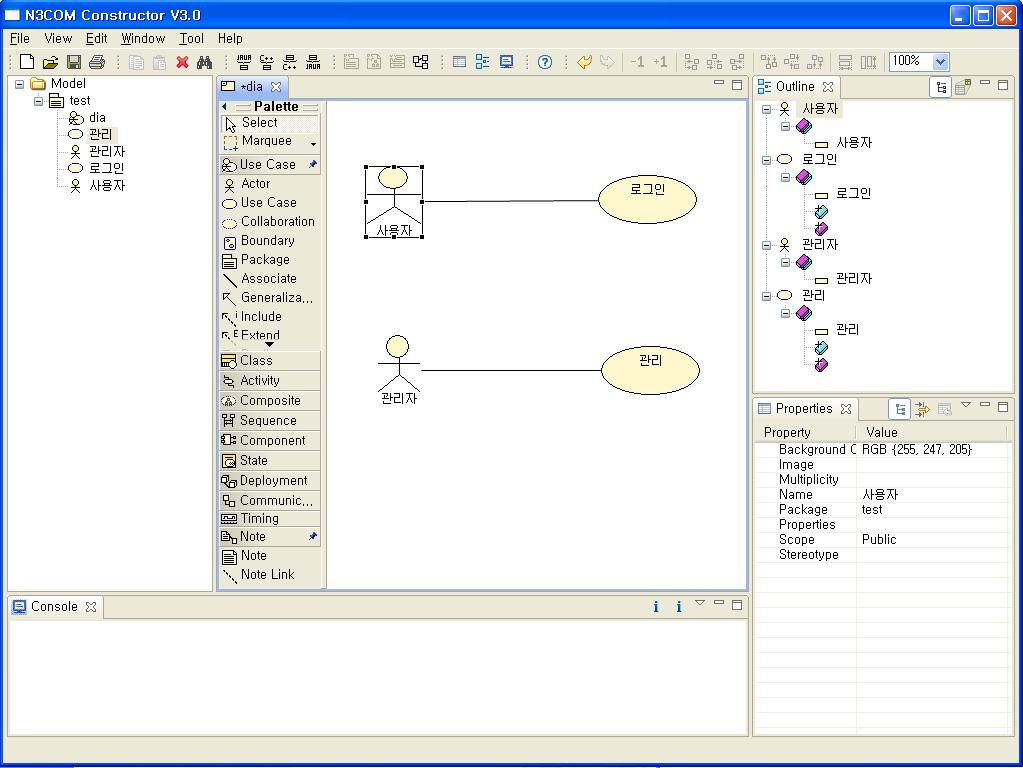 N3COM Constructor V3.0
File View Edit Window Tool Help
JAVA C++ C++ JAVA -1 +1 100%
Model
test
dia
관리
관리자
로그인
사용자
*dia
Palette
Select
Marquee
Use Case
Actor
Use Case
Collaboration
Boundary
Package
Associate
Generaliza...
Include
Extend
Class
Activity
Composite
Sequence
Component
State
Deployment
Communic...
Timing
Note
Note
Note Link
사용자
로그인
관리자
관리
Outline
사용자
사용자
로그인
로그인
관리자
관리자
관리
관리
Properties
Property Value
Background C RGB {255, 247, 205}
Image
Multiplicity
Name 사용자
Package test
Properties
Scope Public
Stereotype
Console